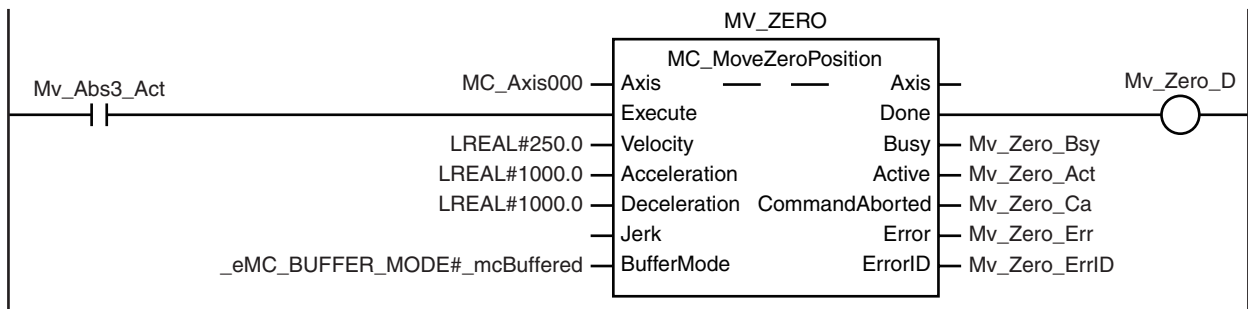 MV_ZERO
MC_MoveZeroPosition
Mv_Abs3_Act
MC_Axis000 Axis Axis Mv_Zero_D
Execute Done
LREAL#250.0 Velocity Busy Mv_Zero_Bsy
LREAL#1000.0 Acceleration Active Mv_Zero_Act
LREAL#1000.0 Deceleration CommandAborted Mv_Zero_Ca
Jerk Error Mv_Zero_Err
_eMC_BUFFER_MODE#_mcBuffered BufferMode ErrorID Mv_Zero_ErrID